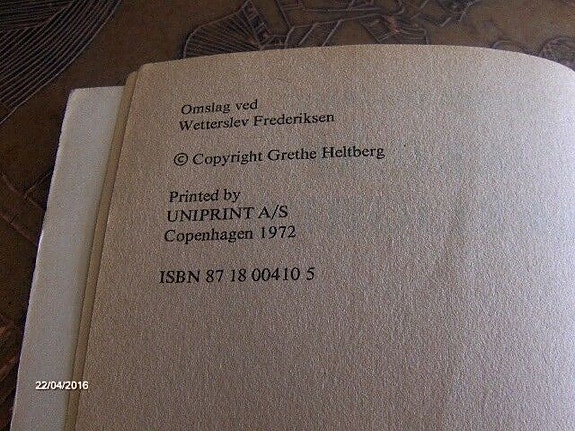 Omslag ved
Wetterslev Frederiksen
© Copyright Grethe Heltberg
Printed by
UNIPRINT A/S
Copenhagen 1972
ISBN 87 18 00410 5
22/04/2016